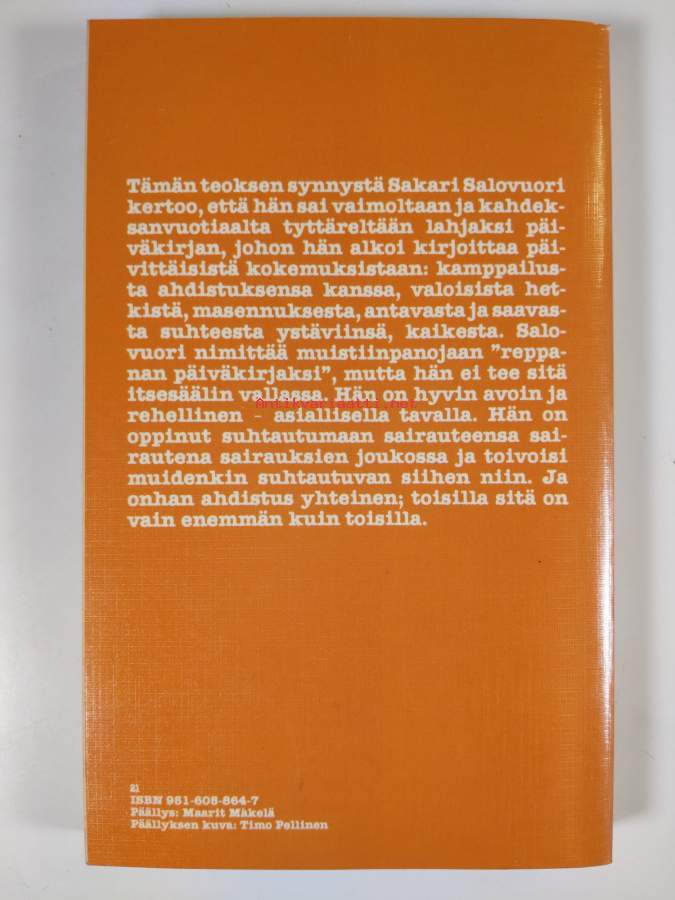 Tämän teoksen synnystä Sakari Salovuori
kertoo, että hän sai vaimoltaan ja kahdek-
sanvuotiaalta tyttäreltään lahjaksi päi-
väkirjan, johon hän alkoi kirjoittaa päi-
vittäisistä kokemuksistaan: kamppailus-
ta ahdistuksensa kanssa, valoisista het-
kistä, masennuksesta, antavasta ja saavas-
ta suhteesta ystäviinsä, kaikesta. Salo-
vuori nimittää muistiinpanojaan ”reppa-
nan päiväkirjaksi”, mutta hän ei tee sitä
itsesäälin vallassa. Hän on hyvin avoin ja
Antikvariaatti.net
rehellinen – asiallisella tavalla. Hän on
oppinut suhtautumaan sairauteensa sai-
rautena sairauksien joukossa ja toivoisi
muidenkin suhtautuvan siihen niin. Ja
onhan ahdistus yhteinen; toisilla sitä on
vain enemmän kuin toisilla.
21
ISBN 951-605-864-7
Päällys: Maarit Mäkelä
Päällyksen kuva: Timo Pellinen